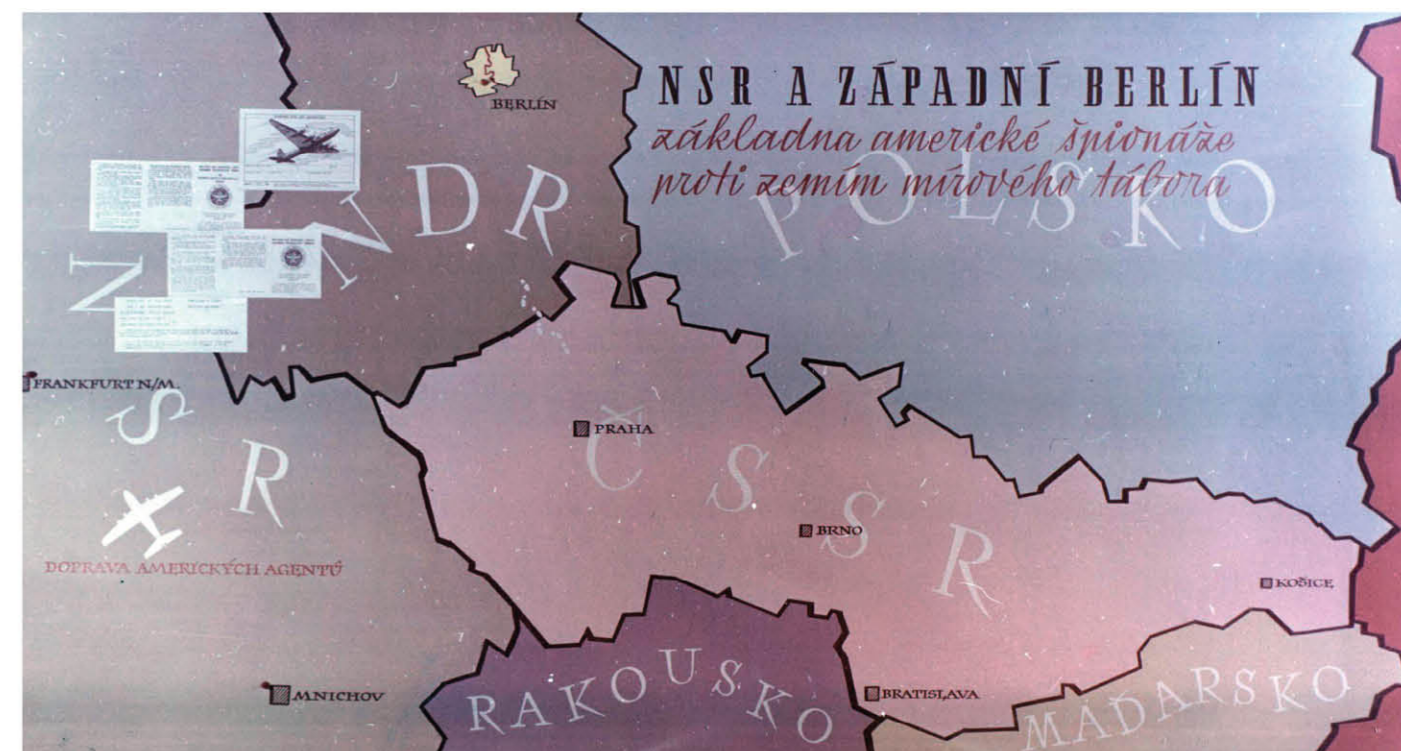 NSR A ZÁPADNÍ BERLÍN
základna americké špionáže
proti zemím mírového tábora
BERLÍN
NDR
POLSKO
NSR
FRANKFURT N/M.
PRAHA
ČSSR
BRNO
KOŠICE
DOPRAVA AMERICKÝCH AGENTŮ
MNICHOV
RAKOUSKO
BRATISLAVA
MAĎARSKO